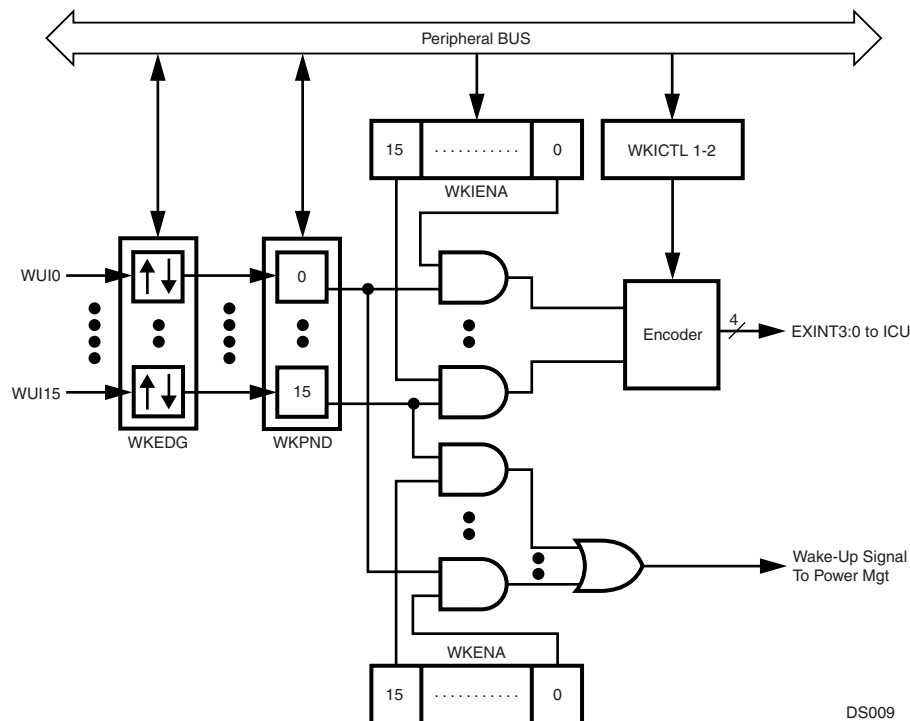 Peripheral BUS
15 ........... 0
WKIENA
WKICTL 1-2
WUI0
0
WUI15
15
WKEDG
WKPND
Encoder
4
EXINT3:0 to ICU
Wake-Up Signal
To Power Mgt
WKENA
15 ........... 0
DS009